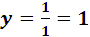 y = 1/1 = 1